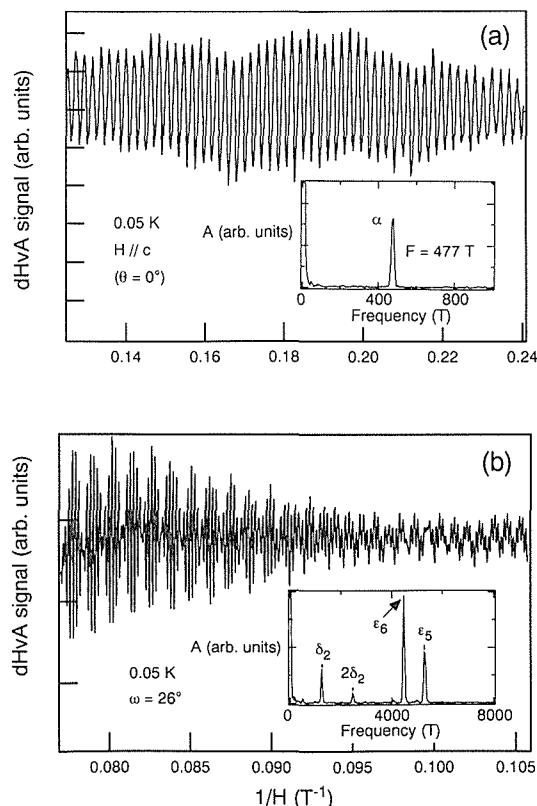 (a)
dHvA signal (arb. units)
0.05 K
H // c
(θ = 0°)
A (arb. units)
α
F = 477 T
0 400 800
Frequency (T)
0.14 0.16 0.18 0.20 0.22 0.24
(b)
dHvA signal (arb. units)
0.05 K
ω = 26°
A (arb. units)
δ₂
2δ₂
ε₆
ε₅
0 4000 8000
Frequency (T)
0.080 0.085 0.090 0.095 0.100 0.105
1/H (T⁻¹)